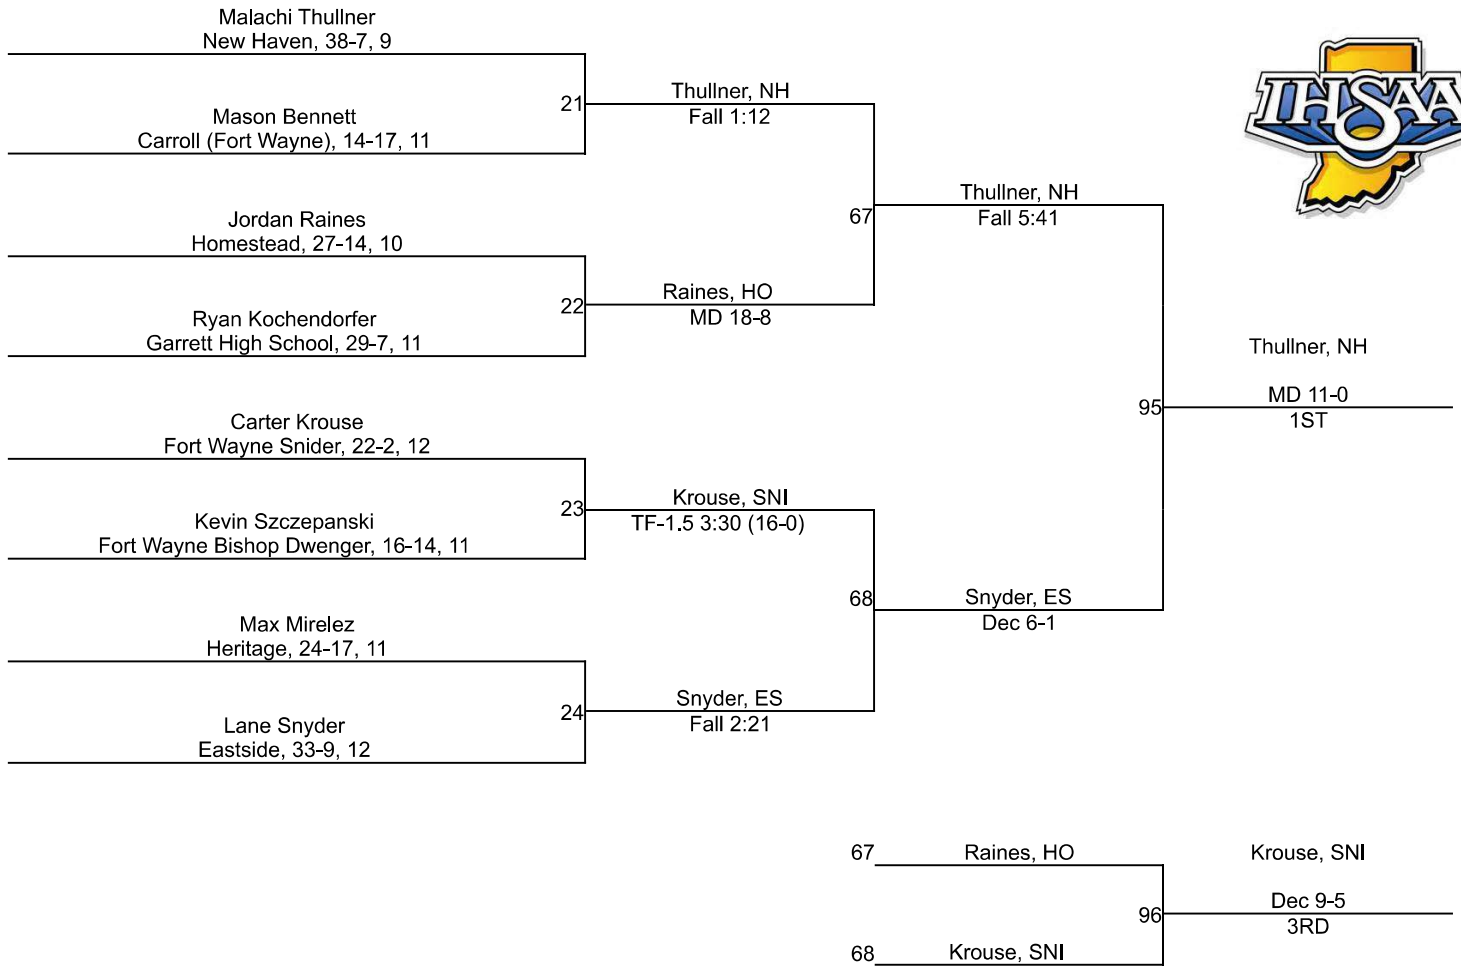 Malachi Thullner
New Haven, 38-7, 9
21
Mason Bennett
Carroll (Fort Wayne), 14-17, 11
Thullner, NH
Fall 1:12
IHSAA
67
Thullner, NH
Fall 5:41
Jordan Raines
Homestead, 27-14, 10
22
Ryan Kochendorfer
Garrett High School, 29-7, 11
Raines, HO
MD 18-8
Thullner, NH
95
MD 11-0
1ST
Carter Krouse
Fort Wayne Snider, 22-2, 12
23
Kevin Szczepanski
Fort Wayne Bishop Dwenger, 16-14, 11
Krouse, SNI
TF-1.5 3:30 (16-0)
68
Snyder, ES
Dec 6-1
Max Mirelez
Heritage, 24-17, 11
24
Lane Snyder
Eastside, 33-9, 12
Snyder, ES
Fall 2:21
67
Raines, HO
Krouse, SNI
96
Dec 9-5
3RD
68
Krouse, SNI